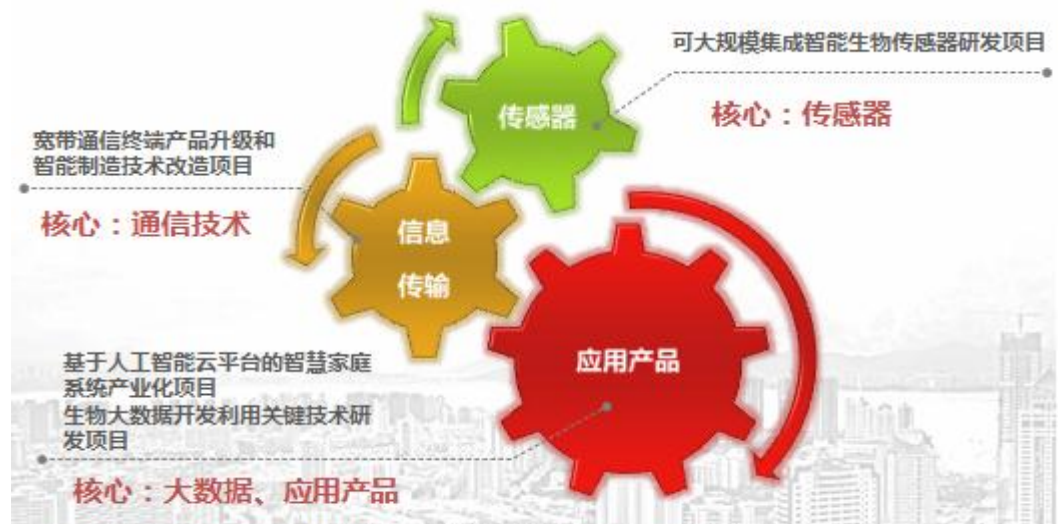 可大规模集成智能生物传感器研发项目
核心：传感器
传感器
宽带通信终端产品升级和
智能制造技术改造项目
核心：通信技术
信息
传输
应用产品
基于人工智能云平台的智慧家庭
系统产业化项目
生物大数据开发利用关键技术研
发项目
核心：大数据、应用产品